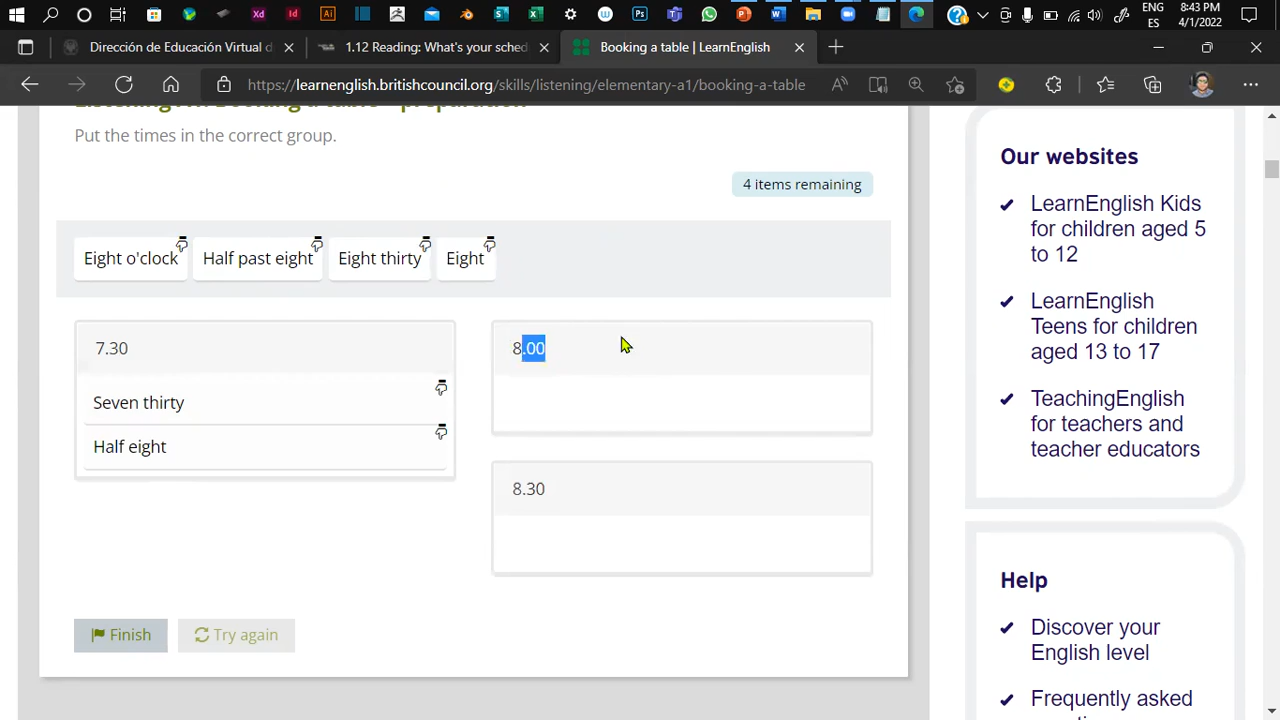 ENG
ES
8:43 PM
4/1/2022
Dirección de Educación Virtual d
1.12 Reading: What's your sched
Booking a table | LearnEnglish
https://learnenglish.britishcouncil.org/skills/listening/elementary-a1/booking-a-table
Put the times in the correct group.
4 items remaining
Eight o'clock
Half past eight
Eight thirty
Eight
7.30
Seven thirty
Half eight
8.00
8.30
Finish
Try again
Our websites
LearnEnglish Kids
for children aged 5
to 12
LearnEnglish
Teens for children
aged 13 to 17
TeachingEnglish
for teachers and
teacher educators
Help
Discover your
English level
Frequently asked